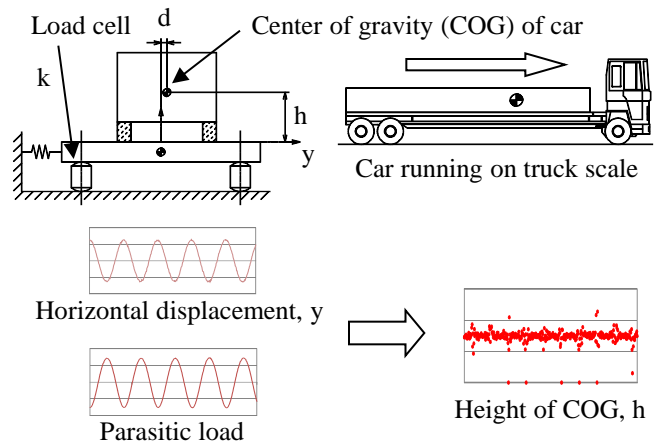 d
Load cell
Center of gravity (COG) of car
k
h
y
Car running on truck scale
Horizontal displacement, y
Parasitic load
Height of COG, h